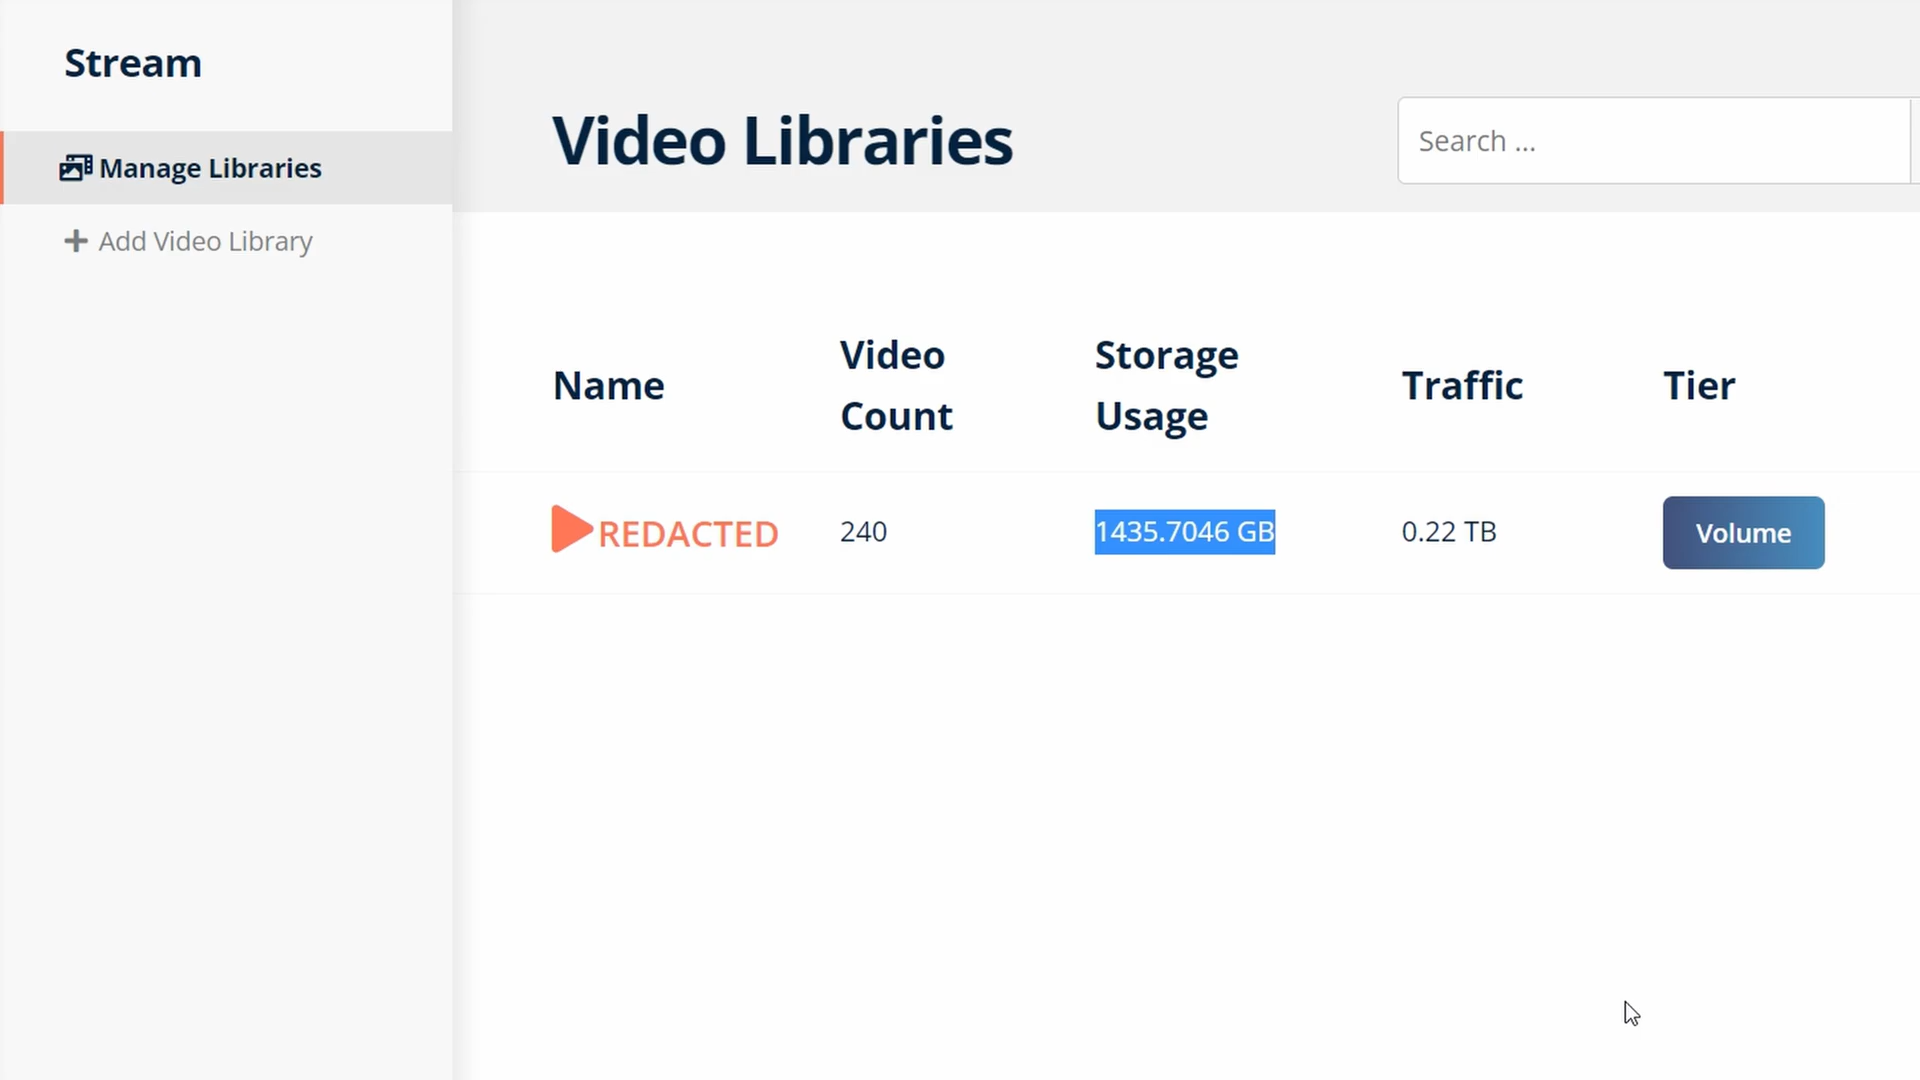 Stream
Manage Libraries
Add Video Library
Video Libraries
Search ...
Name
Video
Count
Storage
Usage
Traffic
Tier
REDACTED
240
1435.7046 GB
0.22 TB
Volume